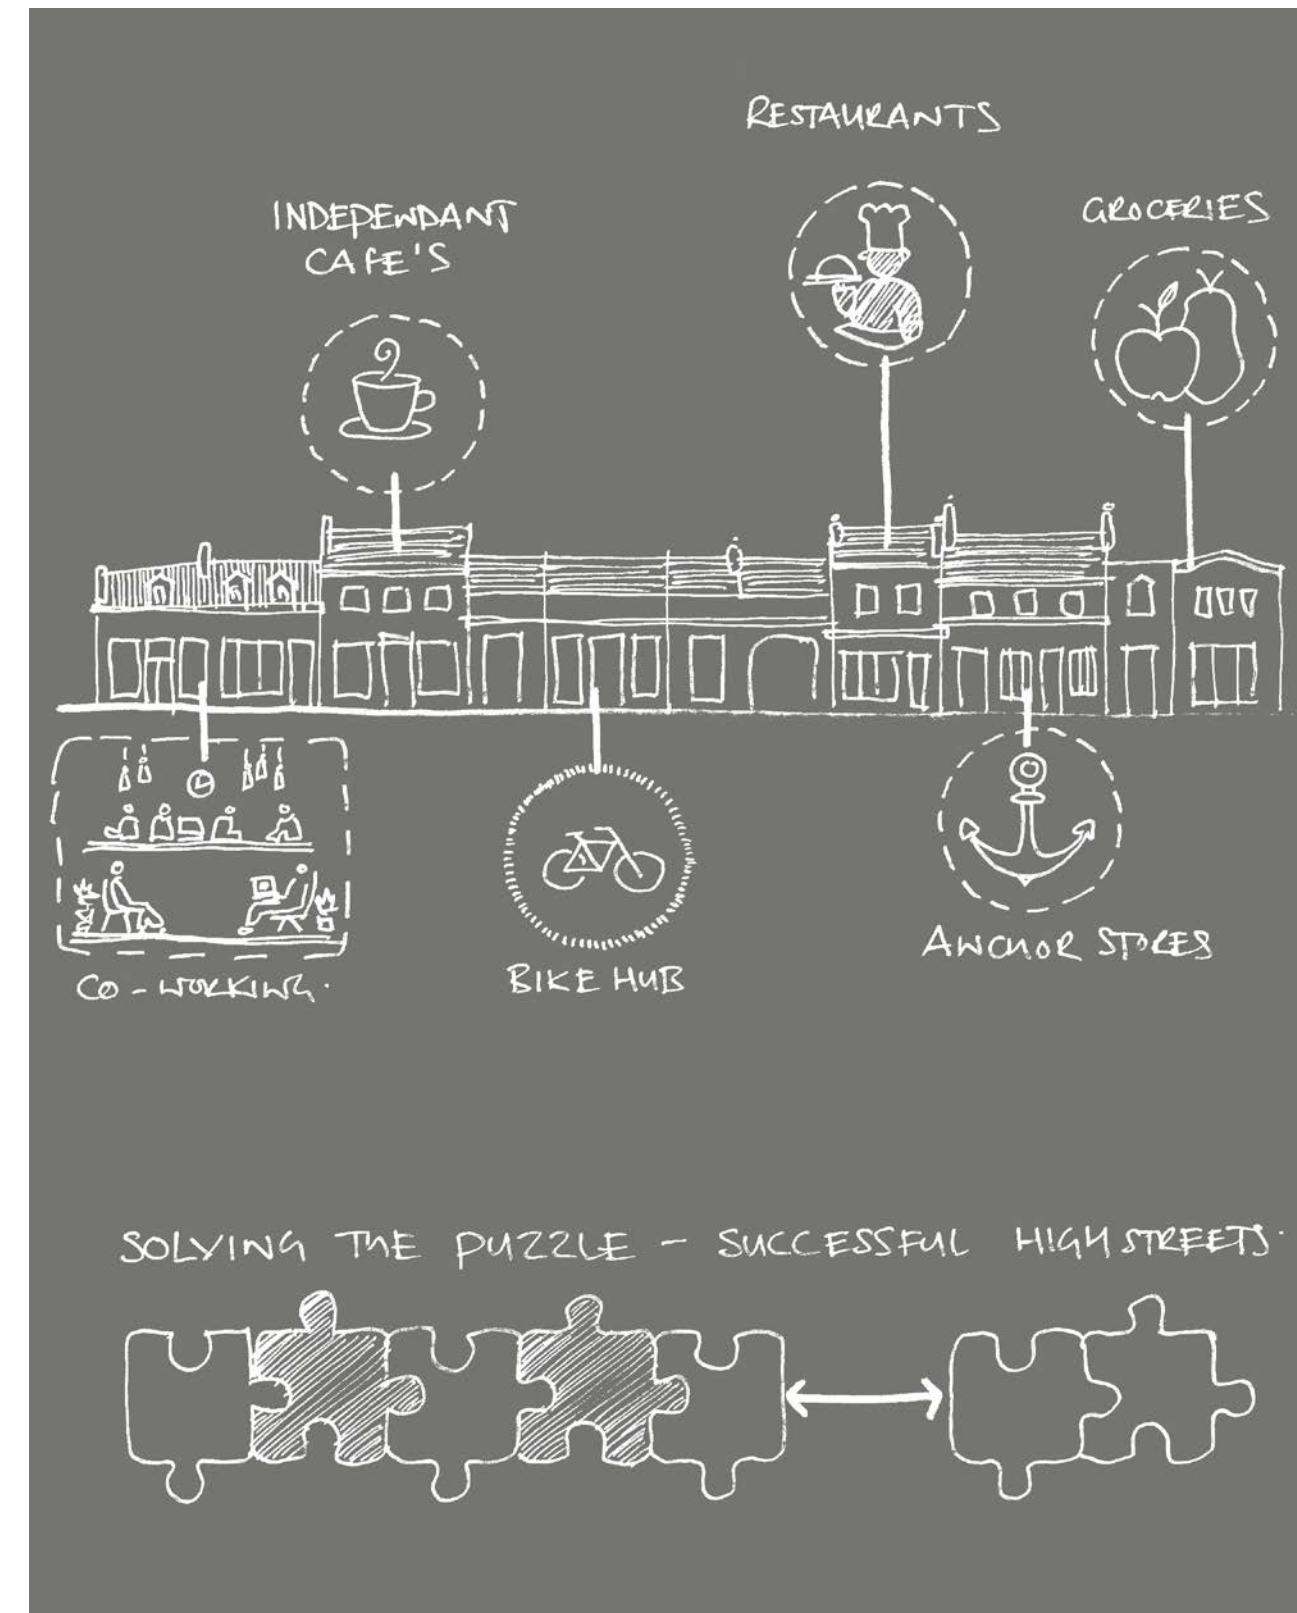 RESTAURANTS
INDEPENDANT
CAFE'S
GROCERIES
CO-WORKING.
BIKE HUB
ANCHOR STORES
SOLVING THE PUZZLE - SUCCESSFUL HIGH STREETS.